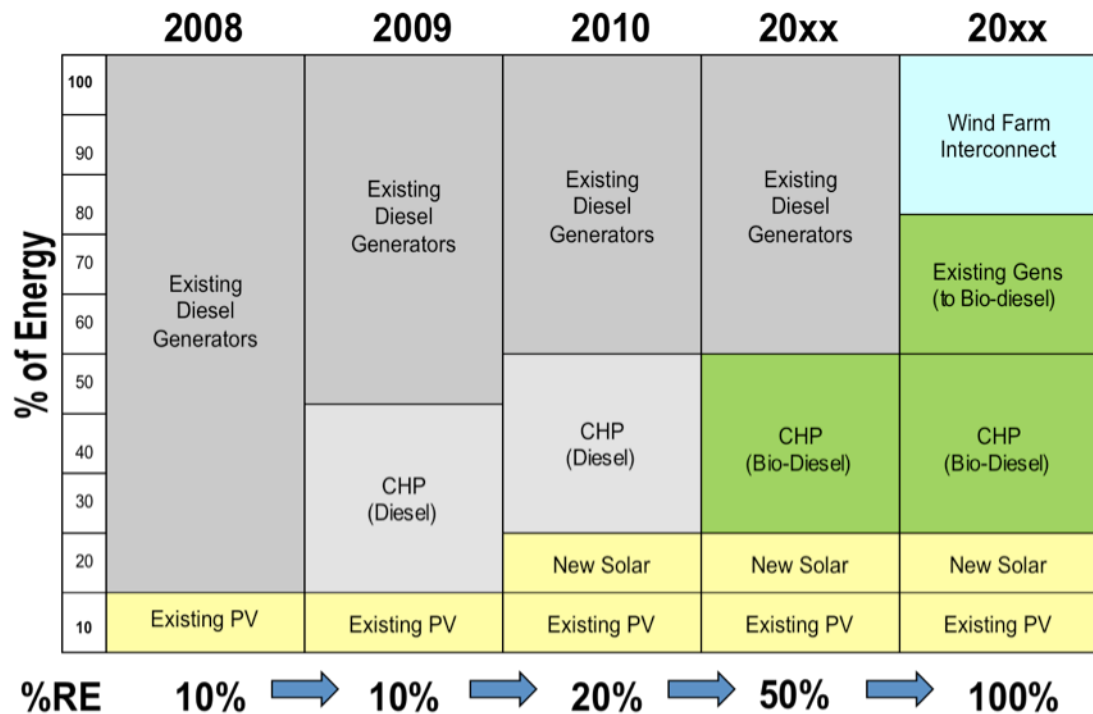 2008 2009 2010 20xx 20xx
% of Energy
100
90
80
70
60
50
40
30
20
10
Existing
Diesel
Generators
Existing PV
Existing
Diesel
Generators
CHP
(Diesel)
Existing PV
Existing
Diesel
Generators
CHP
(Diesel)
New Solar
Existing PV
Existing
Diesel
Generators
CHP
(Bio-Diesel)
New Solar
Existing PV
Wind Farm
Interconnect
Existing Gens
(to Bio-diesel)
CHP
(Bio-Diesel)
New Solar
Existing PV
%RE 10% 10% 20% 50% 100%